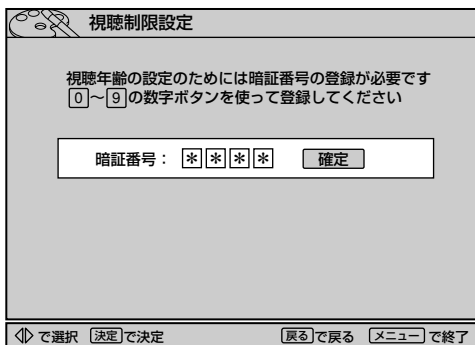 視聴制限設定
視聴年齢の設定のためには暗証番号の登録が必要です
0～9の数字ボタンを使って登録してください
暗証番号： ＊＊＊＊ 確定
で選択 決定で決定 戻るで戻る メニューで終了